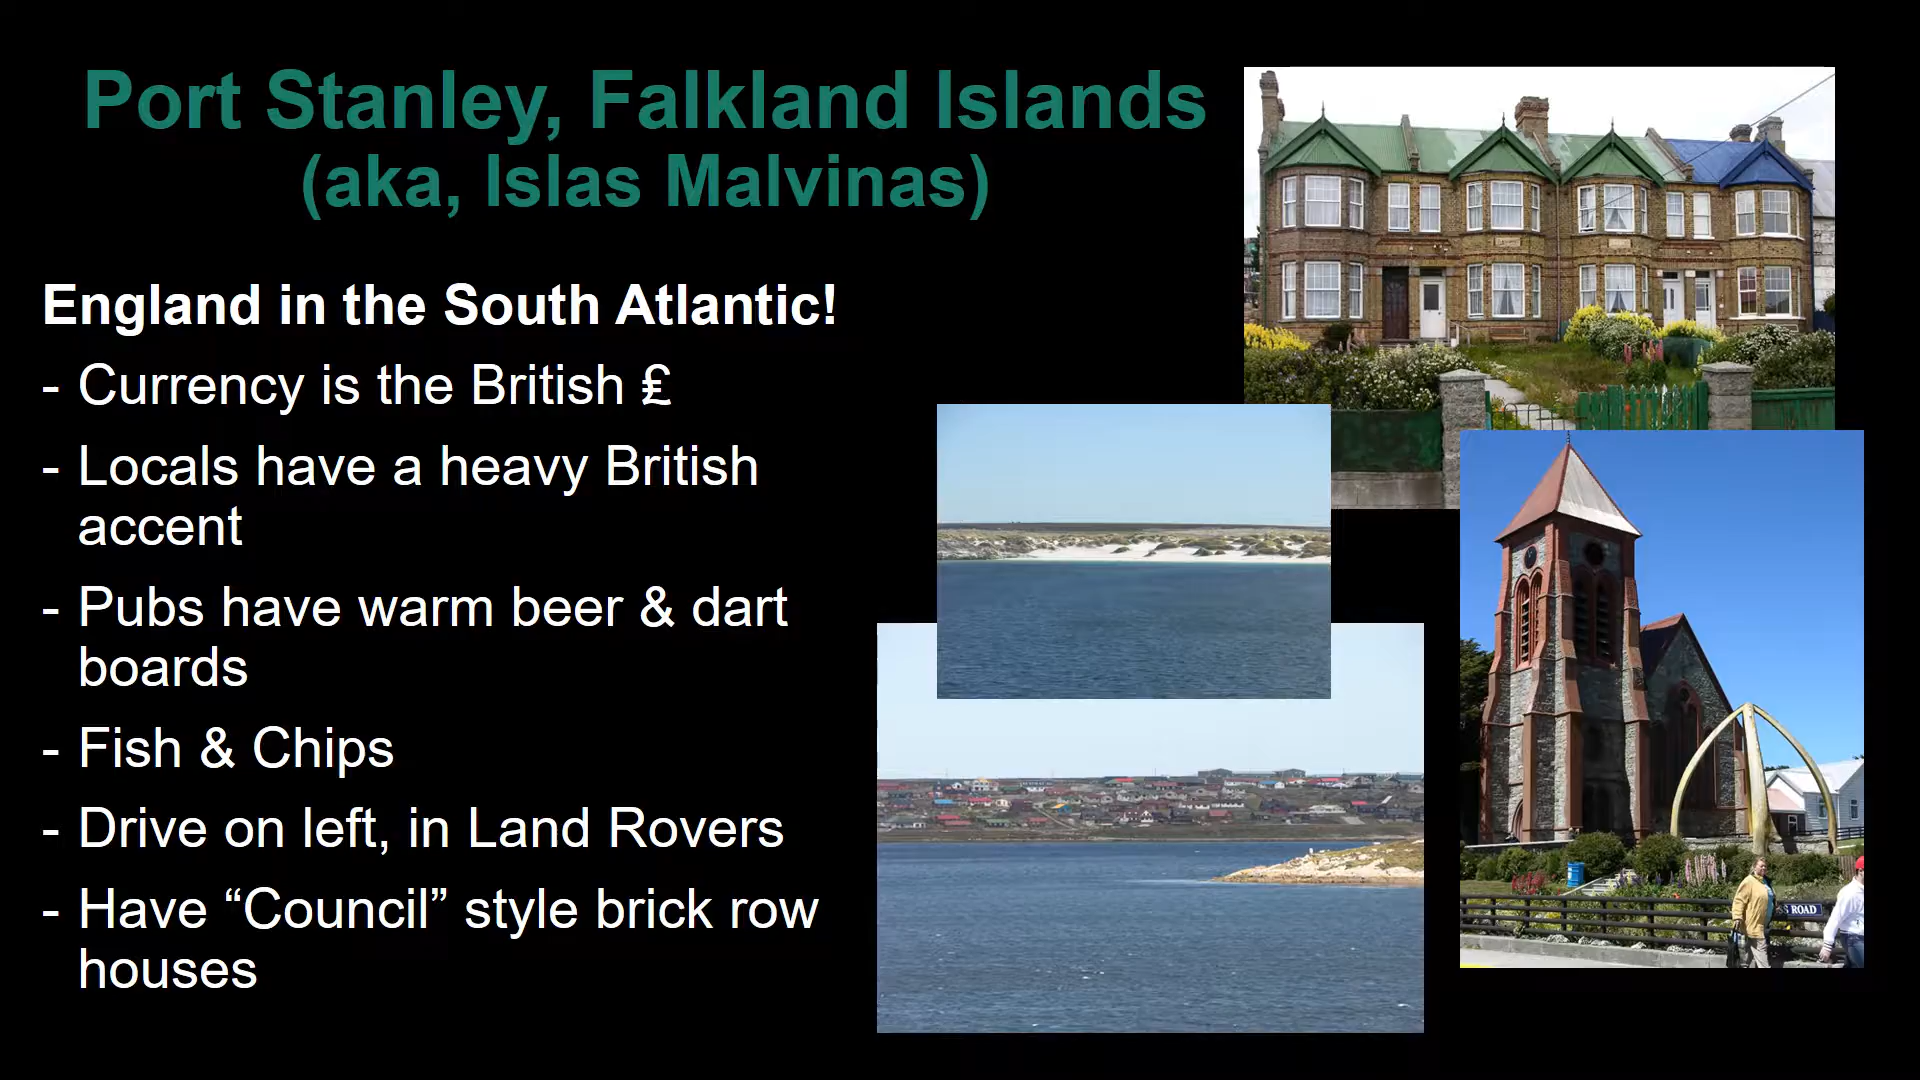 Port Stanley, Falkland Islands
(aka, Islas Malvinas)
England in the South Atlantic!
- Currency is the British ₤
- Locals have a heavy British
accent
- Pubs have warm beer & dart
boards
- Fish & Chips
- Drive on left, in Land Rovers
- Have “Council” style brick row
houses
S ROAD